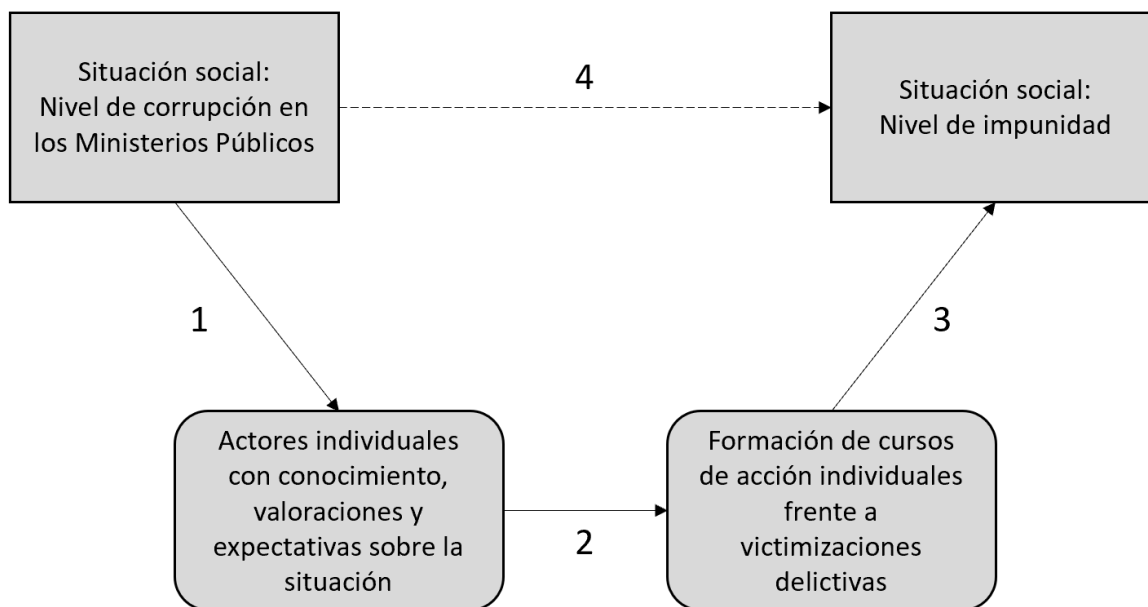 Situación social:
Nivel de corrupción en
los Ministerios Públicos
4
Situación social:
Nivel de impunidad
1
3
Actores individuales
con conocimiento,
valoraciones y
expectativas sobre la
situación
2
Formación de cursos
de acción individuales
frente a
victimizaciones
delictivas